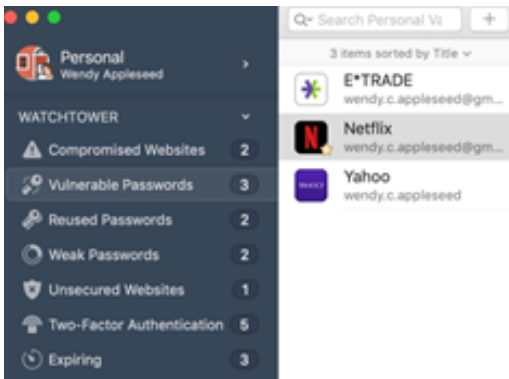 Personal
Wendy Appleseed
WATCHTOWER
Compromised Websites 2
Vulnerable Passwords 3
Reused Passwords 2
Weak Passwords 2
Unsecured Websites 1
Two-Factor Authentication 5
Expiring 3
Search Personal Va
3 items sorted by Title
E*TRADE
wendy.c.appleseed@gm...
Netflix
wendy.c.appleseed@gm...
Yahoo
wendy.c.appleseed
N
YAHOO!